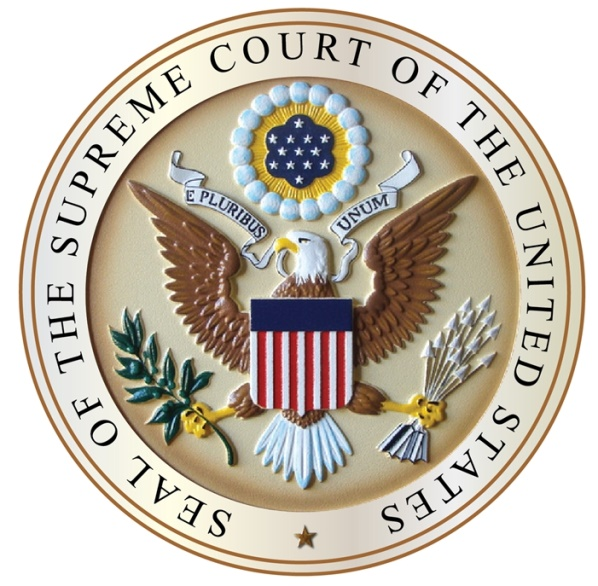 SEAL OF THE SUPREME COURT OF THE UNITED STATES
E PLURIBUS UNUM